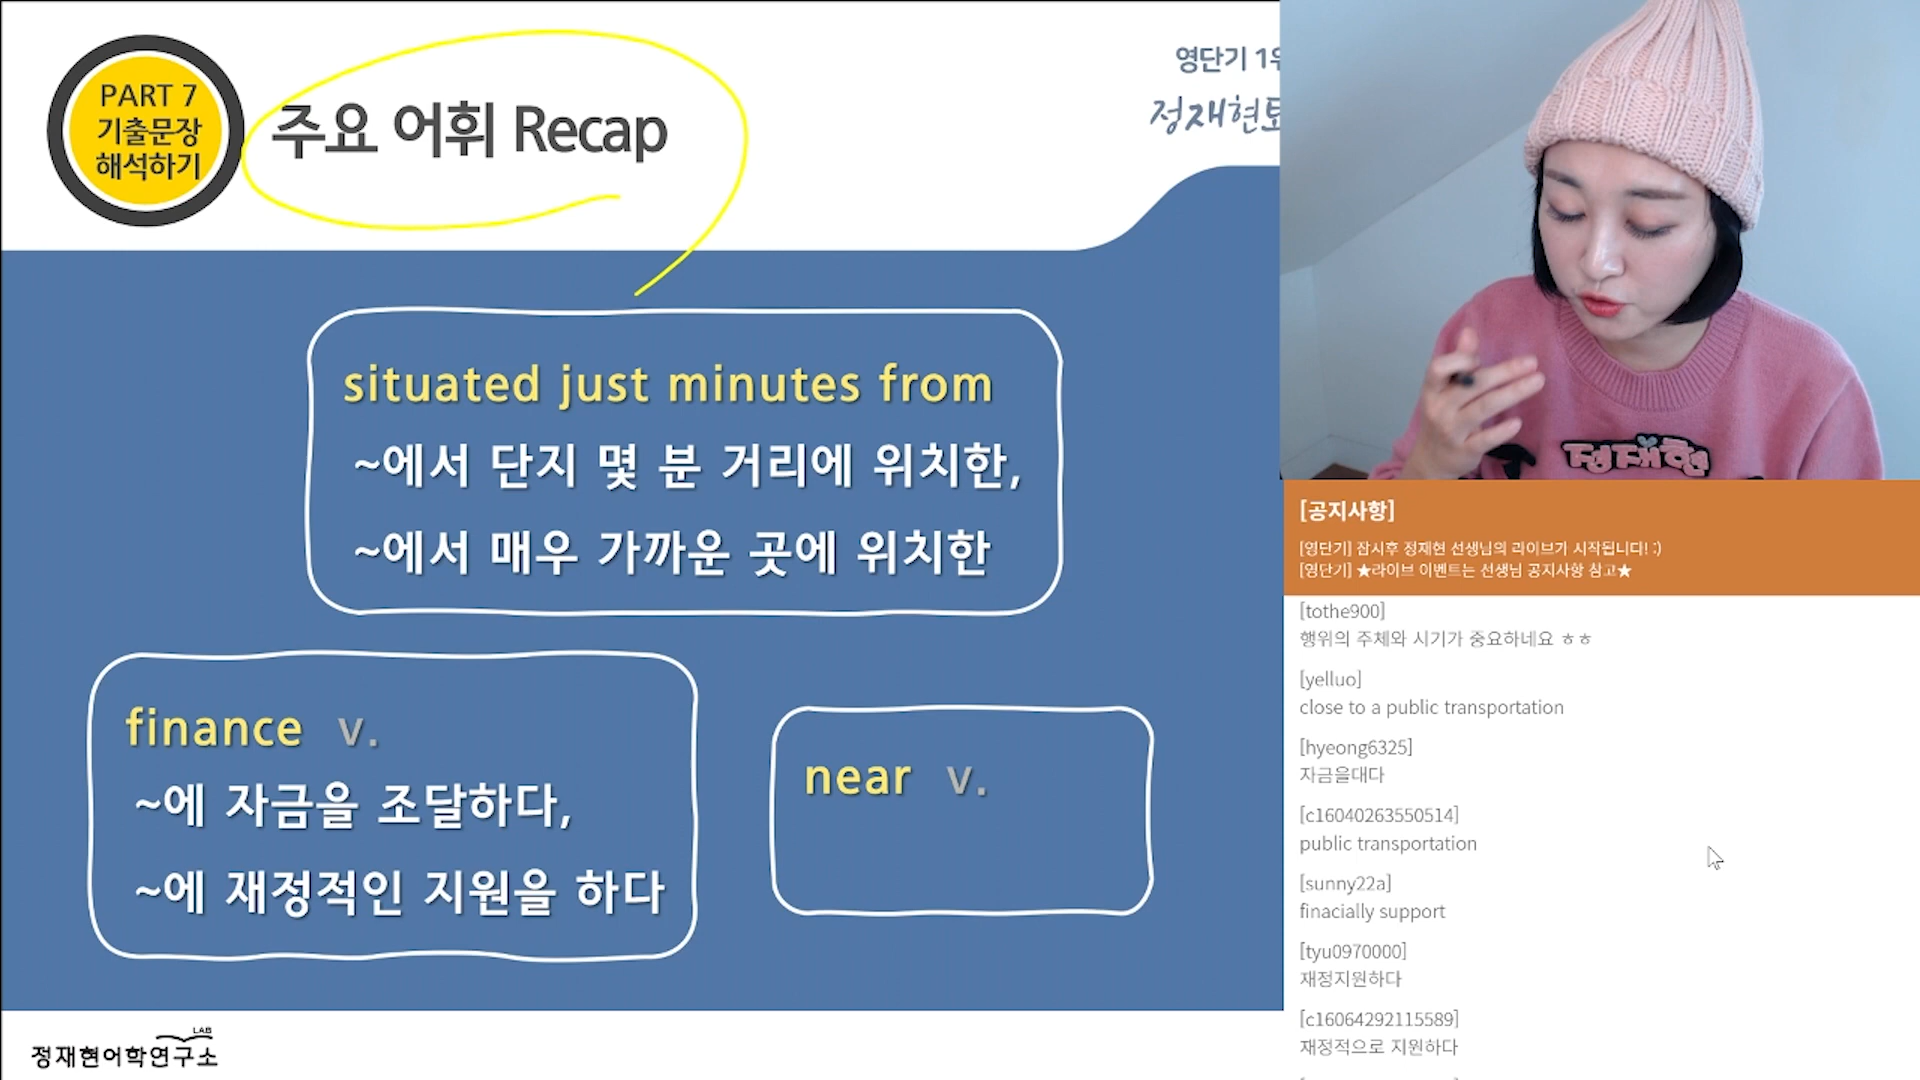 PART 7
기출문장
해석하기
주요 어휘 Recap
영단기 1위
정재현토
situated just minutes from
~에서 단지 몇 분 거리에 위치한,
~에서 매우 가까운 곳에 위치한
finance v.
~에 자금을 조달하다,
~에 재정적인 지원을 하다
near v.
LAB
정재현어학연구소
정재현
[공지사항]
[영단기] 잠시후 정재현 선생님의 라이브가 시작됩니다! :)
[영단기] ★라이브 이벤트는 선생님 공지사항 참고★
[tothe900]
행위의 주체와 시기가 중요하네요 ㅎㅎ
[yelluo]
close to a public transportation
[hyeong6325]
자금을대다
[c16040263550514]
public transportation
[sunny22a]
finacially support
[tyu0970000]
재정지원하다
[c16064292115589]
재정적으로 지원하다